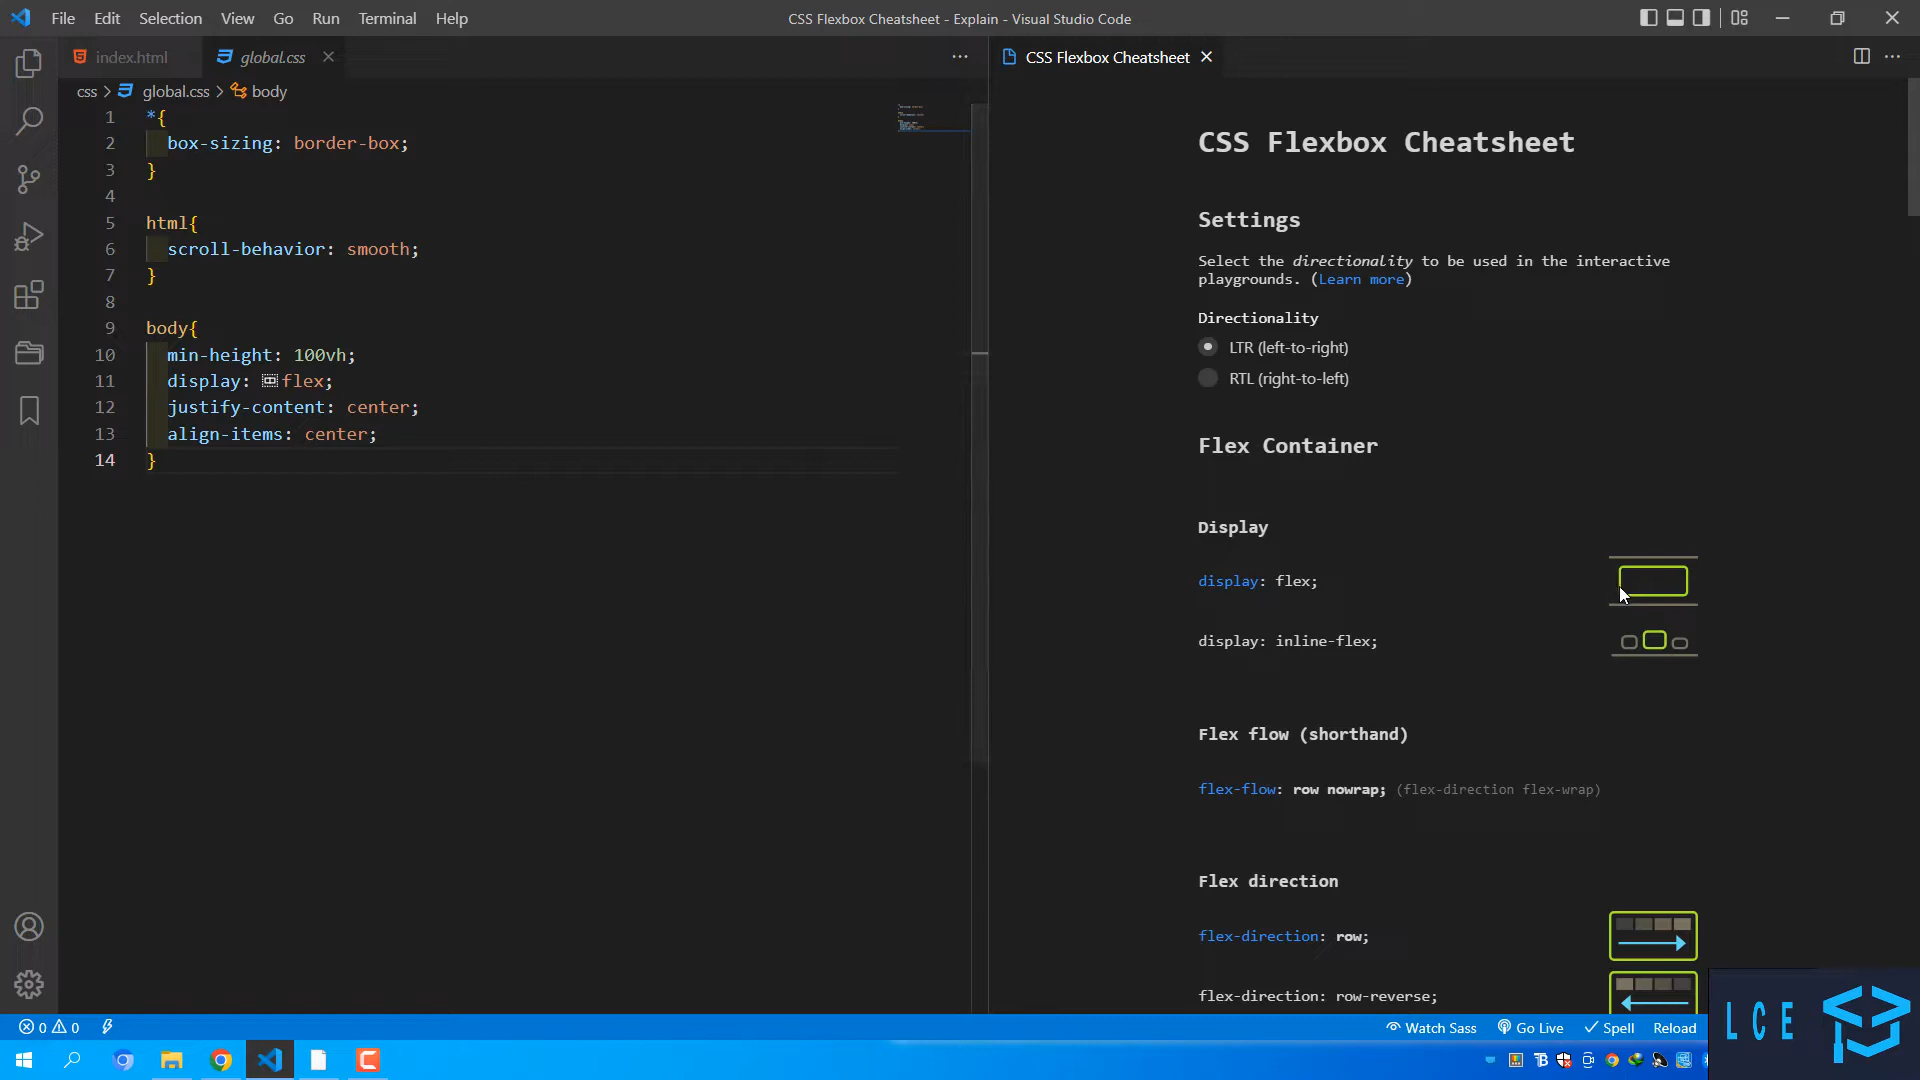 File Edit Selection View Go Run Terminal Help
CSS Flexbox Cheatsheet - Explain - Visual Studio Code
index.html
global.css
CSS Flexbox Cheatsheet
css > global.css > body
1 *{
2 box-sizing: border-box;
3 }
4
5 html{
6 scroll-behavior: smooth;
7 }
8
9 body{
10 min-height: 100vh;
11 display: flex;
12 justify-content: center;
13 align-items: center;
14 }
CSS Flexbox Cheatsheet
Settings
Select the directionality to be used in the interactive
playgrounds. (Learn more)
Directionality
LTR (left-to-right)
RTL (right-to-left)
Flex Container
Display
display: flex;
display: inline-flex;
Flex flow (shorthand)
flex-flow: row nowrap; (flex-direction flex-wrap)
Flex direction
flex-direction: row;
flex-direction: row-reverse;
0 0
Watch Sass Go Live Spell Reload
LCE